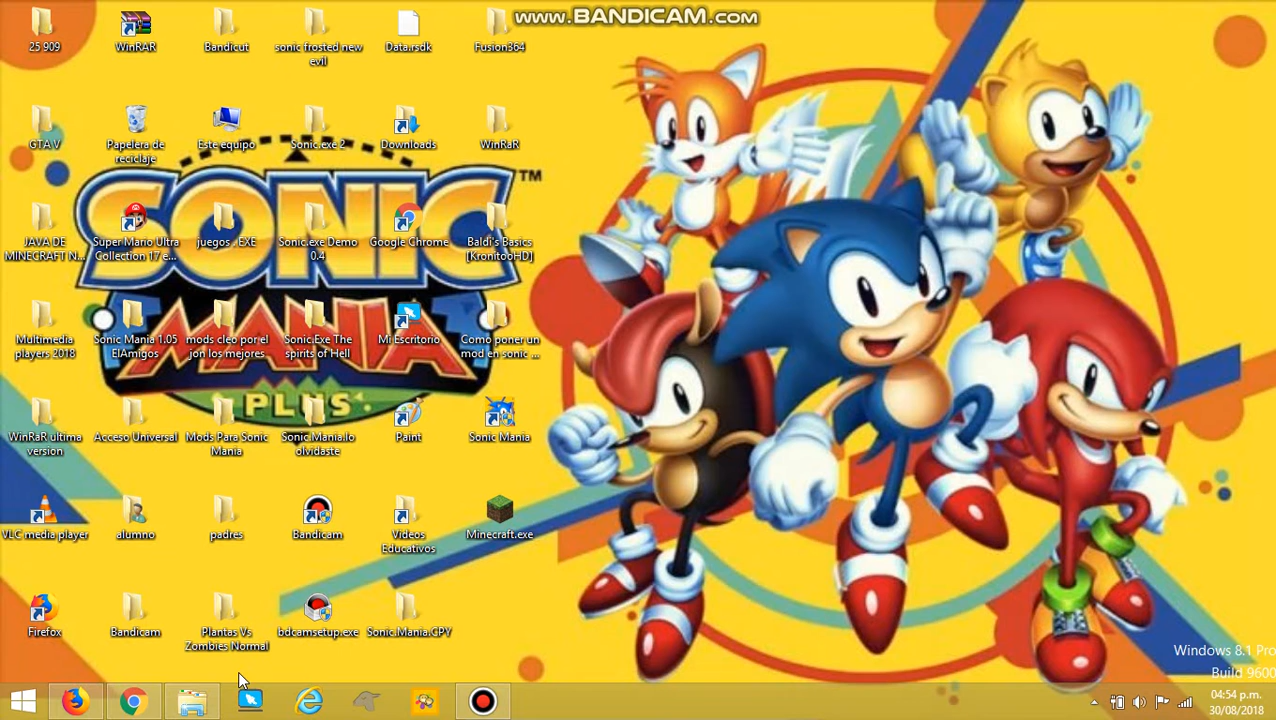 www.BANDICAM.com
25 909
WinRAR
Bandicut
sonic frosted new
evil
Data.rsdk
Fusion364
GTA V
Papelera de
reciclaje
Este equipo
Sonic.exe 2
Downloads
WinRaR
SONIC
TM
JAVA DE
MINECRAFT N...
Super Mario Ultra
Collection 17 e...
juegos . EXE
Sonic.exe Demo
0.4
Google Chrome
Baldi's Basics
[KronitooHD]
MANIA
Multimedia
players 2018
Sonic Mania 1.05
ElAmigos
mods cleo por el
jon los mejores
Sonic.Exe The
spirits of Hell
Mi Escritorio
Como poner un
mod en sonic ...
PLUS
WinRaR ultima
version
Acceso Universal
Mods Para Sonic
Mania
Sonic.Mania.lo
olvidaste
Paint
Sonic Mania
VLC media player
alumno
padres
Bandicam
Videos
Educativos
Minecraft.exe
Firefox
Bandicam
Plantas Vs
Zombies Normal
bdcamsetup.exe
Sonic.Mania.CPY
Windows 8.1 Pro
Build 9600
04:54 p.m.
30/08/2018